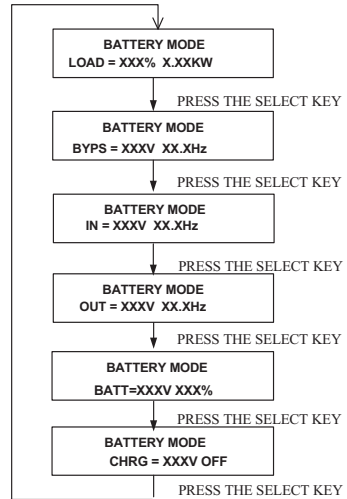 BATTERY MODE
LOAD = XXX% X.XXKW
PRESS THE SELECT KEY
BATTERY MODE
BYPS = XXXV XX.XHz
PRESS THE SELECT KEY
BATTERY MODE
IN = XXXV XX.XHz
PRESS THE SELECT KEY
BATTERY MODE
OUT = XXXV XX.XHz
PRESS THE SELECT KEY
BATTERY MODE
BATT=XXXV XXX%
PRESS THE SELECT KEY
BATTERY MODE
CHRG = XXXV OFF
PRESS THE SELECT KEY